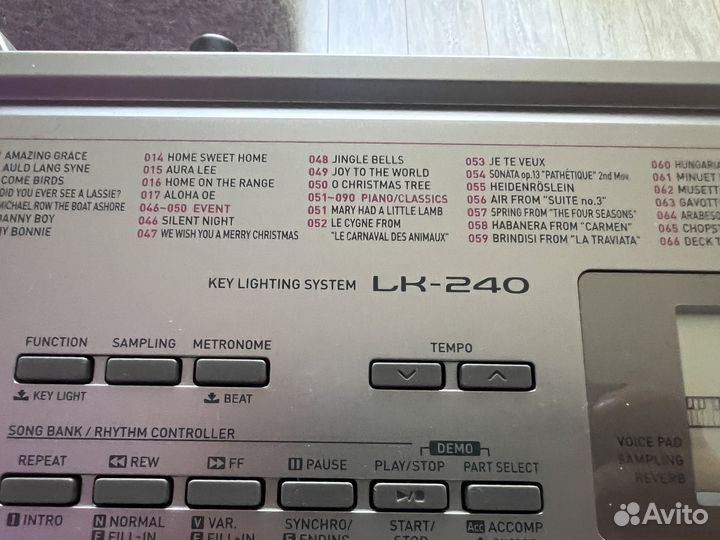 AMAZING GRACE
AULD LANG SYNE
COME BIRDS
DID YOU EVER SEE A LASSIE?
MICHAEL ROW THE BOAT ASHORE
DANNY BOY
MY BONNIE
014 HOME SWEET HOME
015 AURA LEE
016 HOME ON THE RANGE
017 ALOHA OE
046~050 EVENT
046 SILENT NIGHT
047 WE WISH YOU A MERRY CHRISTMAS
048 JINGLE BELLS
049 JOY TO THE WORLD
050 O CHRISTMAS TREE
051~090 PIANO/CLASSICS
051 MARY HAD A LITTLE LAMB
052 LE CYGNE FROM
"LE CARNAVAL DES ANIMAUX"
053 JE TE VEUX
054 SONATA op.13 "PATHÉTIQUE" 2nd Mov.
055 HEIDENRÖSLEIN
056 AIR FROM "SUITE no.3"
057 SPRING FROM "THE FOUR SEASONS"
058 HABANERA FROM "CARMEN"
059 BRINDISI FROM "LA TRAVIATA"
060 HUNGARIA
061 MINUET
062 MUSETT
063 GAVOTT
064 ARABESC
065 CHOPST
066 DECK T
KEY LIGHTING SYSTEM LK-240
FUNCTION SAMPLING METRONOME
TEMPO
KEY LIGHT
BEAT
SONG BANK / RHYTHM CONTROLLER
DEMO
REPEAT REW FF PAUSE PLAY/STOP PART SELECT
VOICE PAD
SAMPLING
REVERB
I INTRO N NORMAL V VAR. SYNCHRO/ START/ Acc ACCOMP
F FILL-IN F FILL-IN E ENDING STOP
Avito